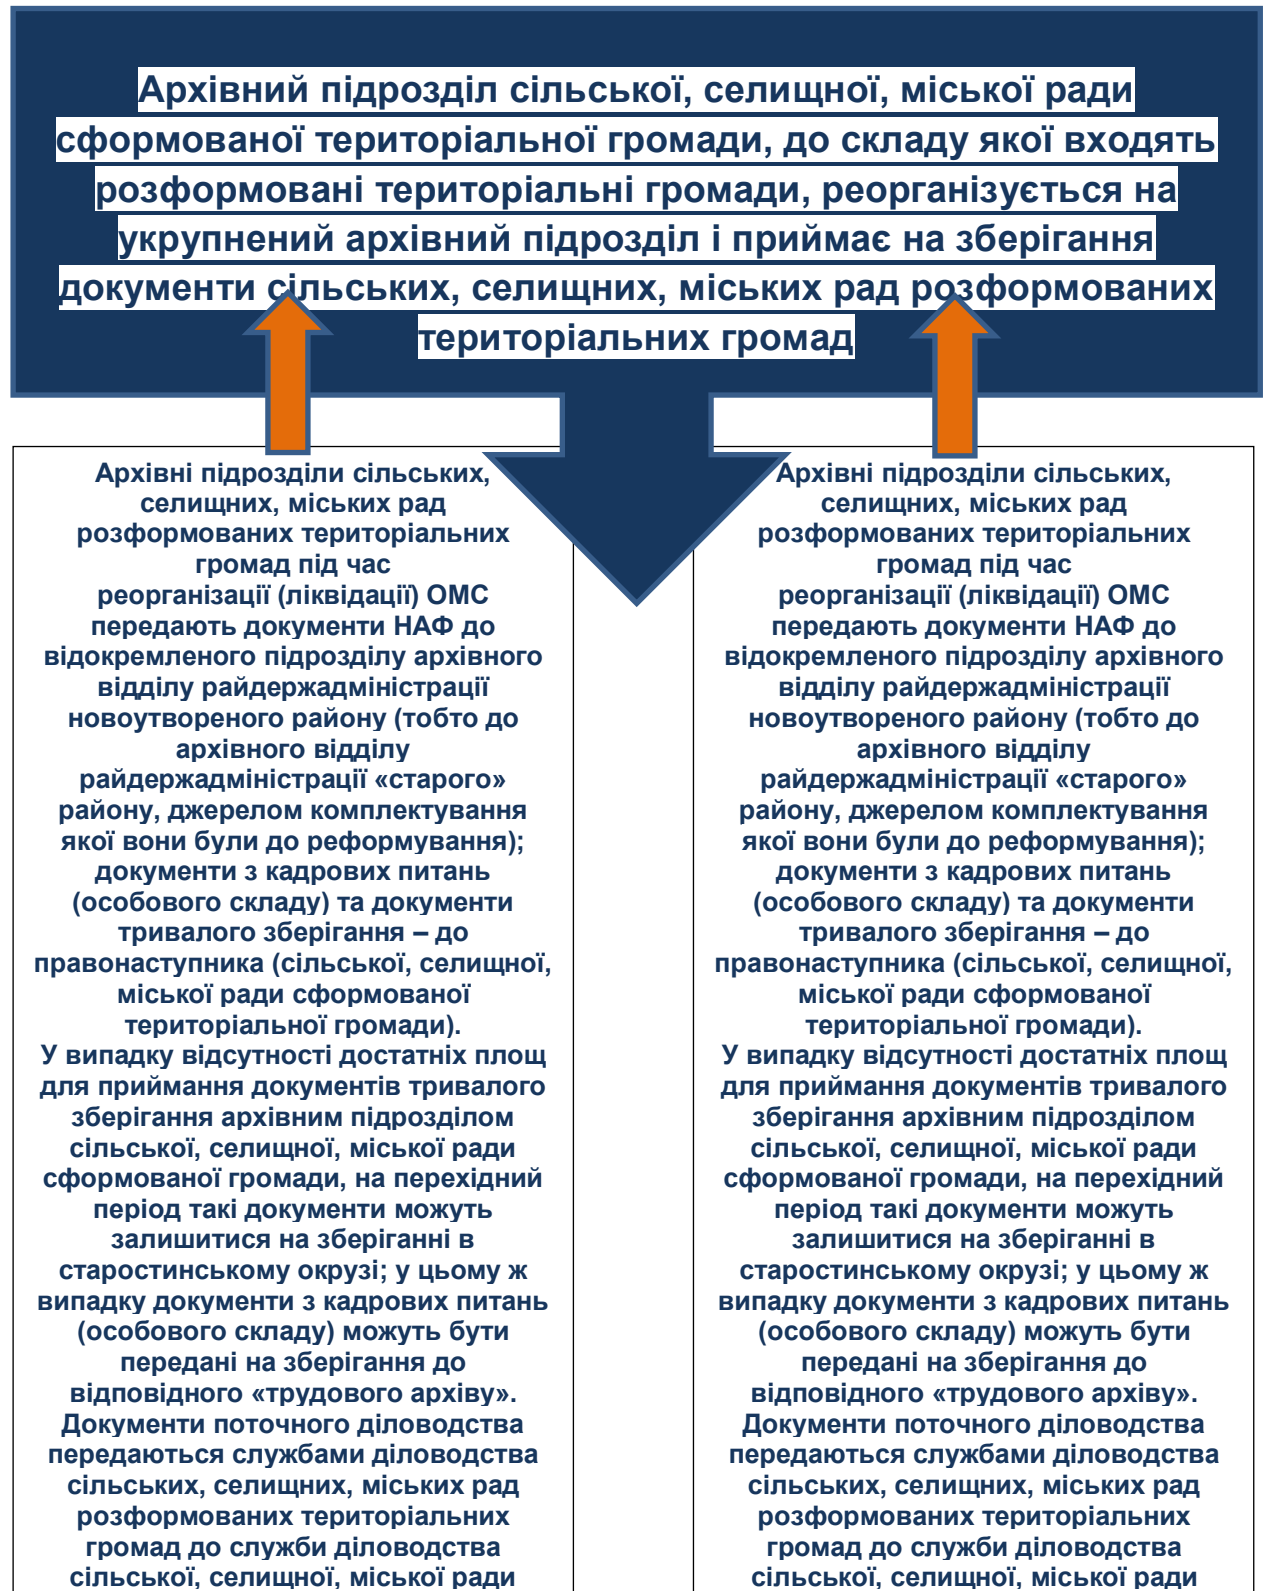 Архівний підрозділ сільської, селищної, міської ради
сформованої територіальної громади, до складу якої входять
розформовані територіальні громади, реорганізується на
укрупнений архівний підрозділ і приймає на зберігання
документи сільських, селищних, міських рад розформованих
територіальних громад
Архівні підрозділи сільських,
селищних, міських рад
розформованих територіальних
громад під час
реорганізації (ліквідації) ОМС
передають документи НАФ до
відокремленого підрозділу архівного
відділу райдержадміністрації
новоутвореного району (тобто до
архівного відділу
райдержадміністрації «старого»
району, джерелом комплектування
якої вони були до реформування);
документи з кадрових питань
(особового складу) та документи
тривалого зберігання – до
правонаступника (сільської, селищної,
міської ради сформованої
територіальної громади).
У випадку відсутності достатніх площ
для приймання документів тривалого
зберігання архівним підрозділом
сільської, селищної, міської ради
сформованої громади, на перехідний
період такі документи можуть
залишитися на зберіганні в
старостинському окрузі; у цьому ж
випадку документи з кадрових питань
(особового складу) можуть бути
передані на зберігання до
відповідного «трудового архіву».
Документи поточного діловодства
передаються службами діловодства
сільських, селищних, міських рад
розформованих територіальних
громад до служби діловодства
сільської, селищної, міської ради
Архівні підрозділи сільських,
селищних, міських рад
розформованих територіальних
громад під час
реорганізації (ліквідації) ОМС
передають документи НАФ до
відокремленого підрозділу архівного
відділу райдержадміністрації
новоутвореного району (тобто до
архівного відділу
райдержадміністрації «старого»
району, джерелом комплектування
якої вони були до реформування);
документи з кадрових питань
(особового складу) та документи
тривалого зберігання – до
правонаступника (сільської, селищної,
міської ради сформованої
територіальної громади).
У випадку відсутності достатніх площ
для приймання документів тривалого
зберігання архівним підрозділом
сільської, селищної, міської ради
сформованої громади, на перехідний
період такі документи можуть
залишитися на зберіганні в
старостинському окрузі; у цьому ж
випадку документи з кадрових питань
(особового складу) можуть бути
передані на зберігання до
відповідного «трудового архіву».
Документи поточного діловодства
передаються службами діловодства
сільських, селищних, міських рад
розформованих територіальних
громад до служби діловодства
сільської, селищної, міської ради